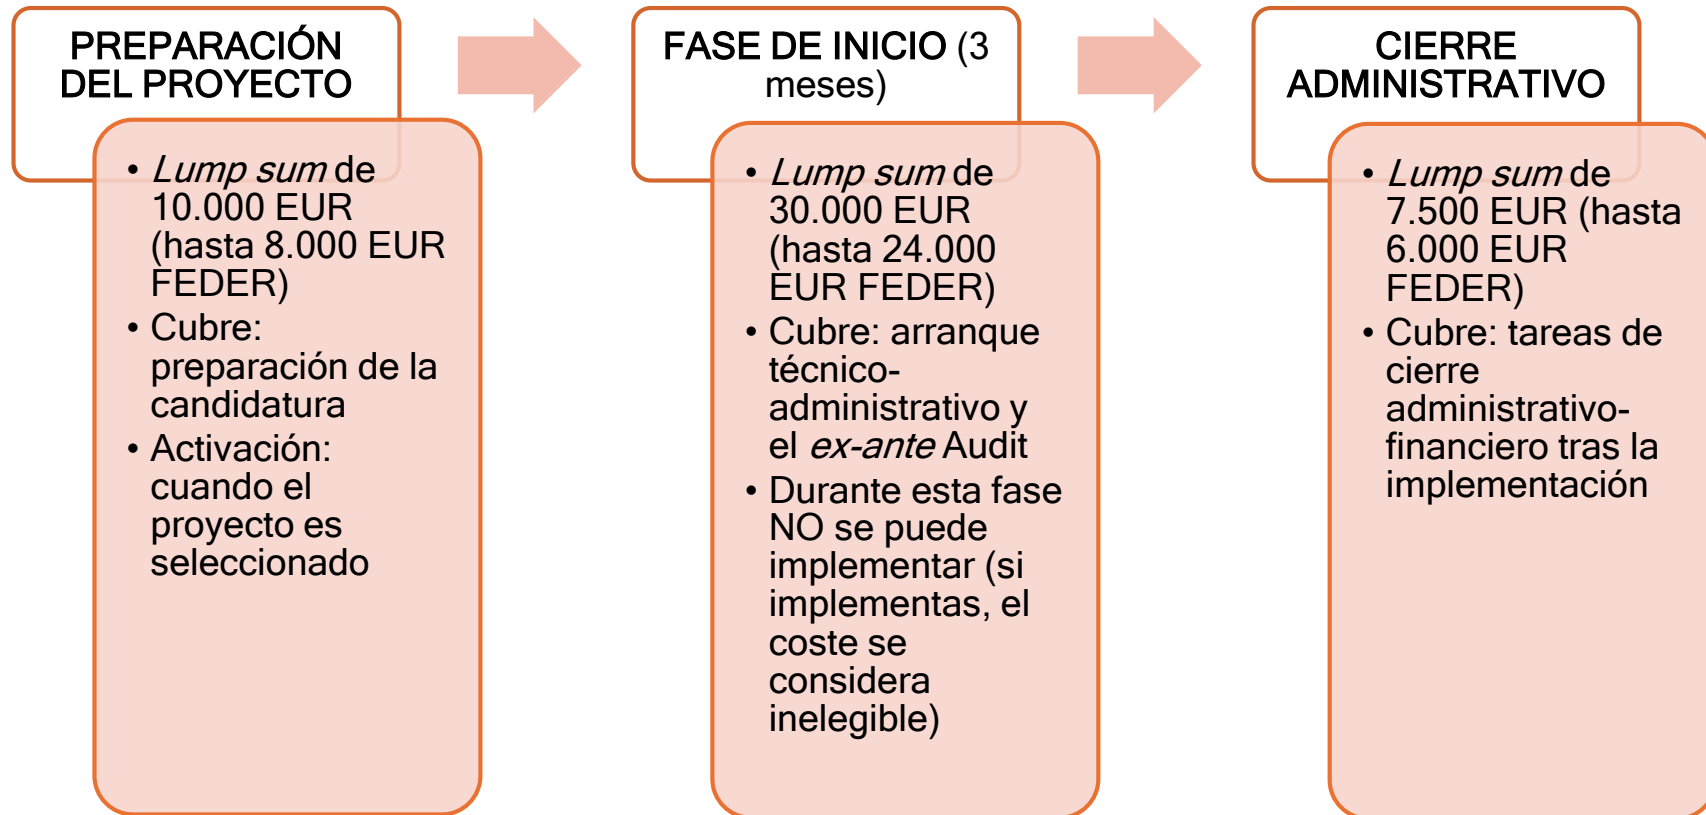 PREPARACIÓN
DEL PROYECTO
• Lump sum de
10.000 EUR
(hasta 8.000 EUR
FEDER)
• Cubre:
preparación de la
candidatura
• Activación:
cuando el
proyecto es
seleccionado
FASE DE INICIO (3
meses)
• Lump sum de
30.000 EUR
(hasta 24.000
EUR FEDER)
• Cubre: arranque
técnico-
administrativo y
el ex-ante Audit
• Durante esta fase
NO se puede
implementar (si
implementas, el
coste se
considera
inelegible)
CIERRE
ADMINISTRATIVO
• Lump sum de
7.500 EUR (hasta
6.000 EUR
FEDER)
• Cubre: tareas de
cierre
administrativo-
financiero tras la
implementación